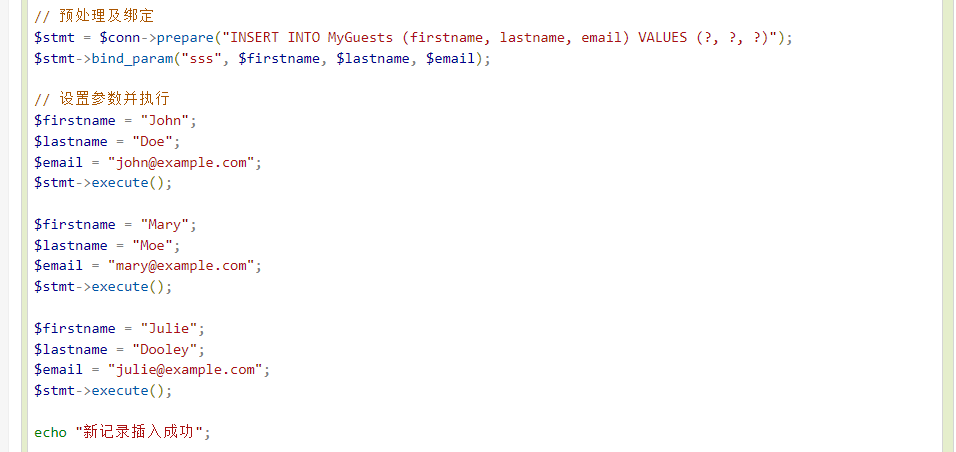 // 预处理及绑定
$stmt = $conn->prepare("INSERT INTO MyGuests (firstname, lastname, email) VALUES (?, ?, ?)");
$stmt->bind_param("sss", $firstname, $lastname, $email);
// 设置参数并执行
$firstname = "John";
$lastname = "Doe";
$email = "john@example.com";
$stmt->execute();
$firstname = "Mary";
$lastname = "Moe";
$email = "mary@example.com";
$stmt->execute();
$firstname = "Julie";
$lastname = "Dooley";
$email = "julie@example.com";
$stmt->execute();
echo "新记录插入成功";